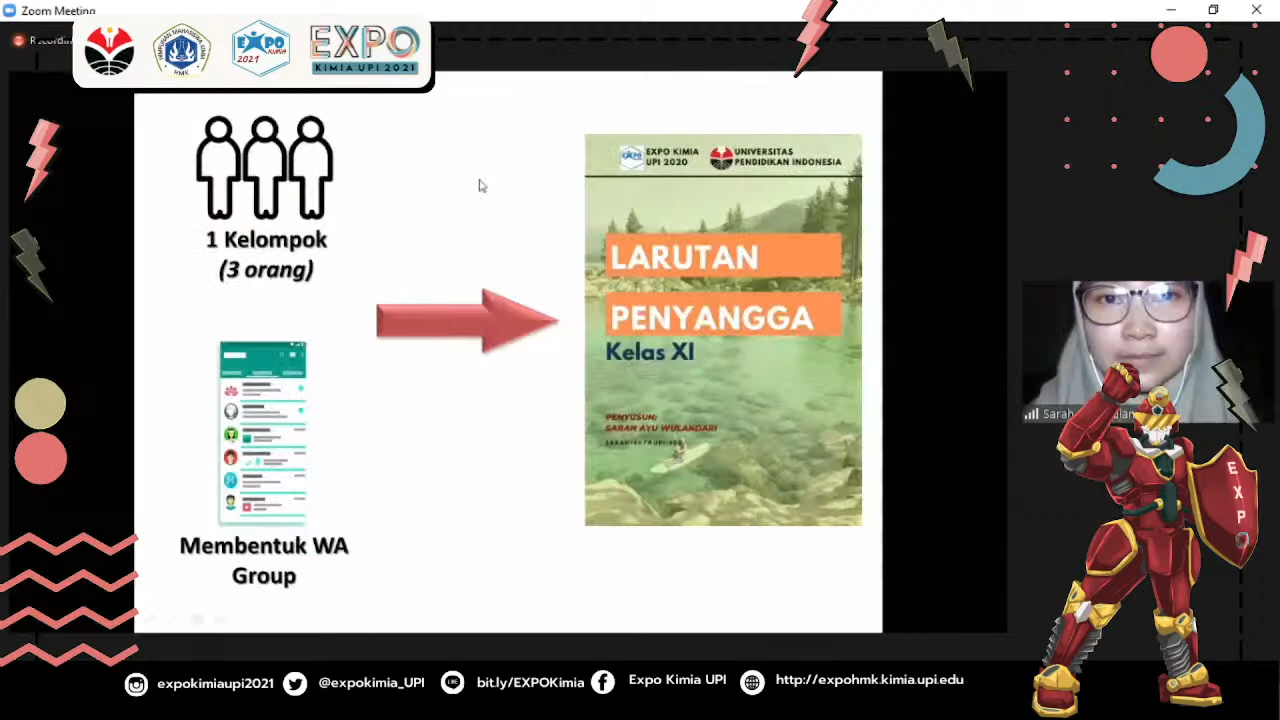 Zoom Meeting
EXPO
KIMIA
2021
EXPO
KIMIA UPI 2021
1 Kelompok
(3 orang)
Membentuk WA
Group
EXPO KIMIA
UPI 2020
UNIVERSITAS
PENDIDIKAN INDONESIA
LARUTAN
PENYANGGA
Kelas XI
PENYUSUN:
SARAH AYU WULANDARI
Sarah
EXPO
expokimiaupi2021
@expokimia_UPI
bit.ly/EXPOKimia
Expo Kimia UPI
http://expohmk.kimia.upi.edu